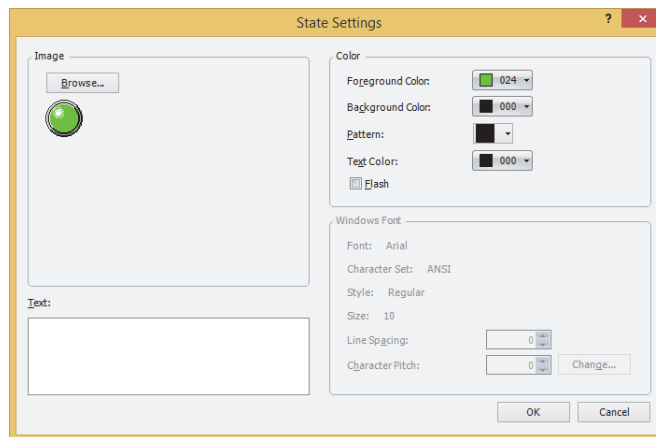 State Settings
?
×
Image
Browse...
Color
Foreground Color:
024
Background Color:
000
Pattern:
Text Color:
000
Flash
Windows Font
Font: Arial
Character Set: ANSI
Style: Regular
Size: 10
Line Spacing:
0
Character Pitch:
0
Change...
Text:
OK
Cancel